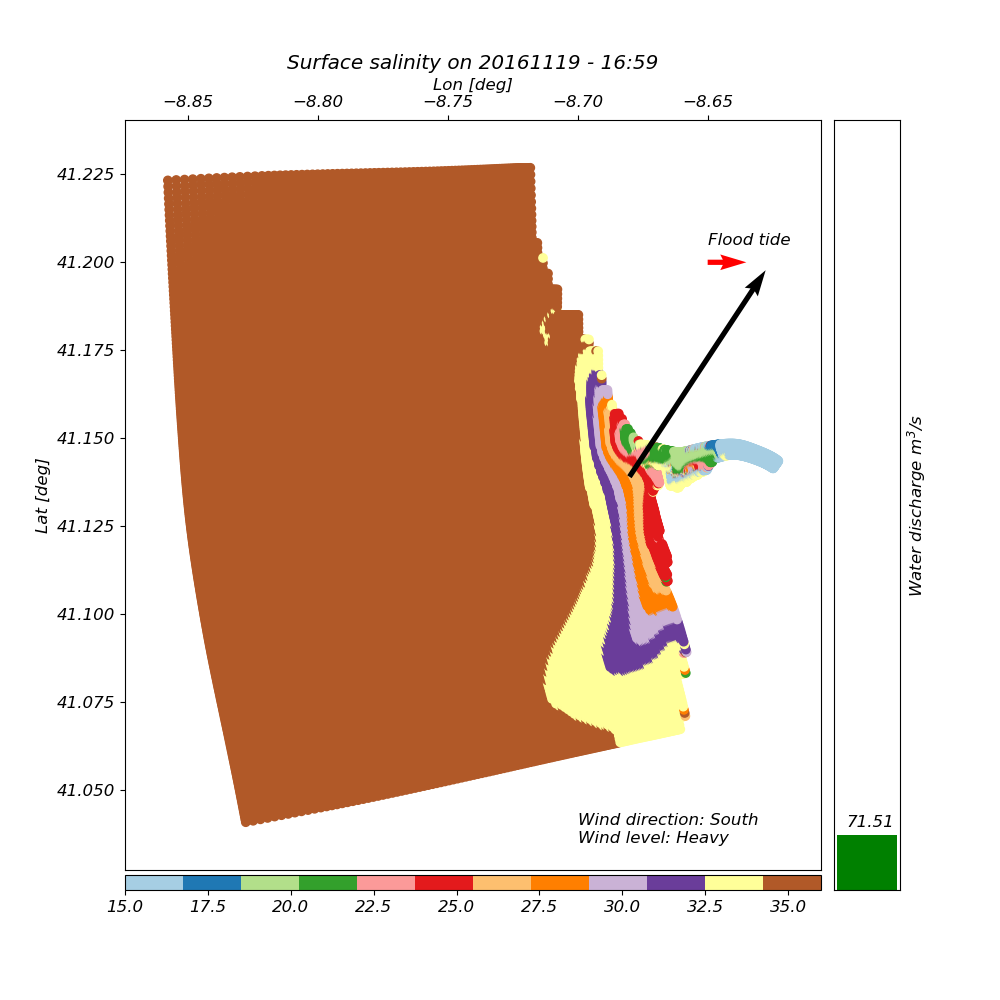 Surface salinity on 20161119 - 16:59
Lon [deg]
−8.85 −8.80 −8.75 −8.70 −8.65
41.225
Flood tide
41.200
41.175
41.150
Lat [deg]
41.125
41.100
41.075
41.050
Wind direction: South
Wind level: Heavy
Water discharge m³/s
71.51
15.0 17.5 20.0 22.5 25.0 27.5 30.0 32.5 35.0